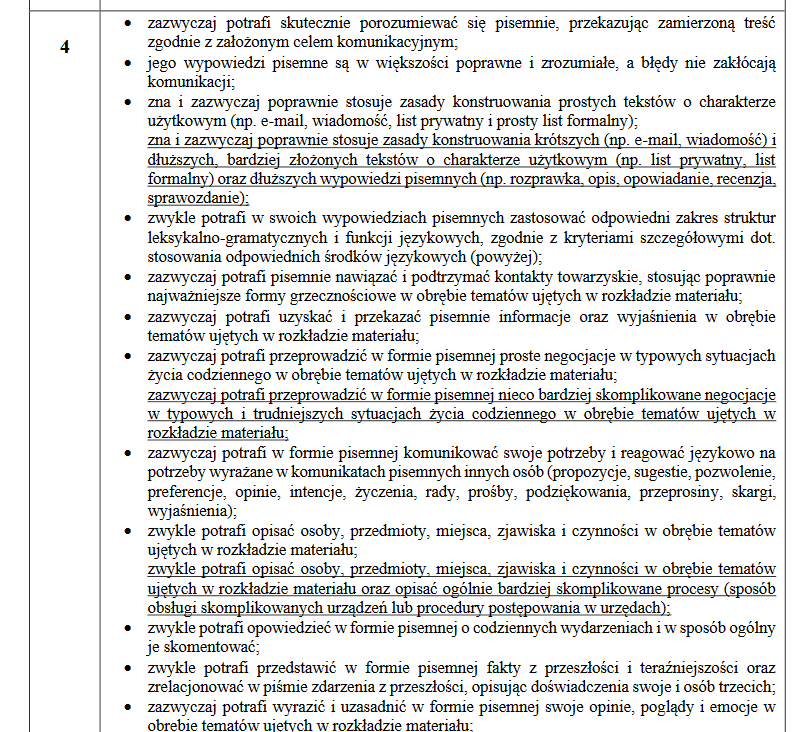 • zazwyczaj potrafi skutecznie porozumiewać się pisemnie, przekazując zamierzoną treść
zgodnie z założonym celem komunikacyjnym;
4
• jego wypowiedzi pisemne są w większości poprawne i zrozumiałe, a błędy nie zakłócają
komunikacji;
• zna i zazwyczaj poprawnie stosuje zasady konstruowania prostych tekstów o charakterze
użytkowym (np. e-mail, wiadomość, list prywatny i prosty list formalny);
zna i zazwyczaj poprawnie stosuje zasady konstruowania krótszych (np. e-mail, wiadomość) i
dłuższych, bardziej złożonych tekstów o charakterze użytkowym (np. list prywatny, list
formalny) oraz dłuższych wypowiedzi pisemnych (np. rozprawka, opis, opowiadanie, recenzja,
sprawozdanie);
• zwykle potrafi w swoich wypowiedziach pisemnych zastosować odpowiedni zakres struktur
leksykalno-gramatycznych i funkcji językowych, zgodnie z kryteriami szczegółowymi dot.
stosowania odpowiednich środków językowych (powyżej);
• zazwyczaj potrafi pisemnie nawiązać i podtrzymać kontakty towarzyskie, stosując poprawnie
najważniejsze formy grzecznościowe w obrębie tematów ujętych w rozkładzie materiału;
• zazwyczaj potrafi uzyskać i przekazać pisemnie informacje oraz wyjaśnienia w obrębie
tematów ujętych w rozkładzie materiału;
• zazwyczaj potrafi przeprowadzić w formie pisemnej proste negocjacje w typowych sytuacjach
życia codziennego w obrębie tematów ujętych w rozkładzie materiału;
zazwyczaj potrafi przeprowadzić w formie pisemnej nieco bardziej skomplikowane negocjacje
w typowych i trudniejszych sytuacjach życia codziennego w obrębie tematów ujętych w
rozkładzie materiału;
• zazwyczaj potrafi w formie pisemnej komunikować swoje potrzeby i reagować językowo na
potrzeby wyrażane w komunikatach pisemnych innych osób (propozycje, sugestie, pozwolenie,
preferencje, opinie, intencje, życzenia, rady, prośby, podziękowania, przeprosiny, skargi,
wyjaśnienia);
• zwykle potrafi opisać osoby, przedmioty, miejsca, zjawiska i czynności w obrębie tematów
ujętych w rozkładzie materiału;
zwykle potrafi opisać osoby, przedmioty, miejsca, zjawiska i czynności w obrębie tematów
ujętych w rozkładzie materiału oraz opisać ogólnie bardziej skomplikowane procesy (sposób
obsługi skomplikowanych urządzeń lub procedury postępowania w urzędach);
• zwykle potrafi opowiedzieć w formie pisemnej o codziennych wydarzeniach i w sposób ogólny
je skomentować;
• zwykle potrafi przedstawić w formie pisemnej fakty z przeszłości i teraźniejszości oraz
zrelacjonować w piśmie zdarzenia z przeszłości, opisując doświadczenia swoje i osób trzecich;
• zazwyczaj potrafi wyrazić i uzasadnić w formie pisemnej swoje opinie, poglądy i emocje w
obrębie tematów ujętych w rozkładzie materiału;